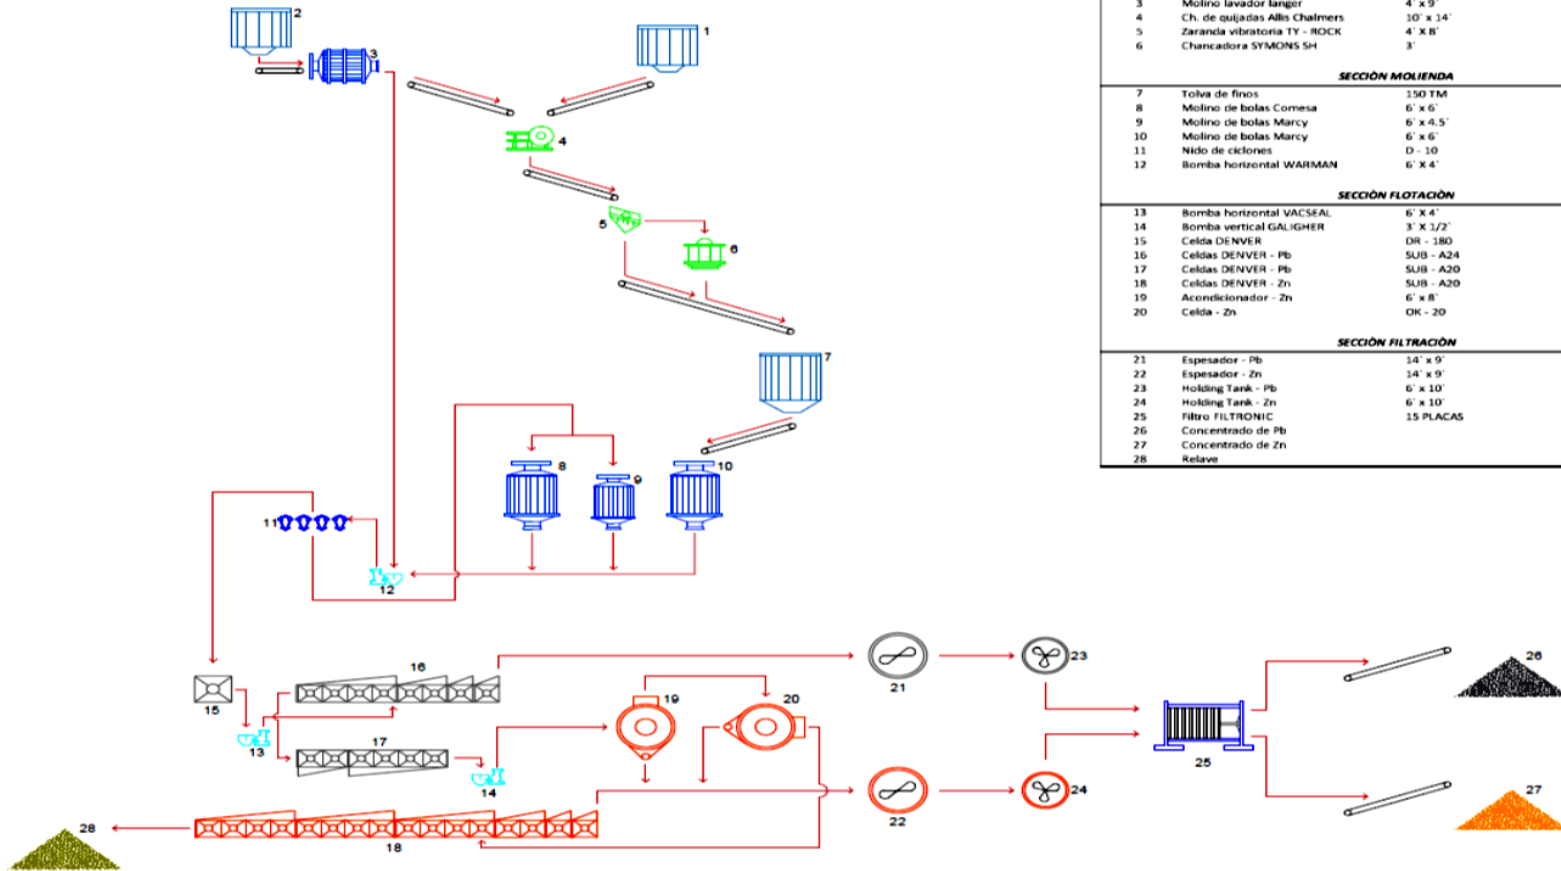 3 Molino lavador langer 4' x 9'
4 Ch. de quijadas Allis Chalmers 10' x 14'
5 Zaranda vibratoria TY - ROCK 4' X 8'
6 Chancadora SYMONS SH 3'
SECCIÒN MOLIENDA
7 Tolva de finos 150 TM
8 Molino de bolas Comesa 6' x 6'
9 Molino de bolas Marcy 6' x 4.5'
10 Molino de bolas Marcy 6' x 6'
11 Nido de ciclones D - 10
12 Bomba horizontal WARMAN 6' X 4'
SECCIÒN FLOTACIÒN
13 Bomba horizontal VACSEAL 6' X 4'
14 Bomba vertical GALIGHER 3' X 1/2'
15 Celda DENVER DR - 180
16 Celdas DENVER - Pb SUB - A24
17 Celdas DENVER - Pb SUB - A20
18 Celdas DENVER - Zn SUB - A20
19 Acondicionador - Zn 6' x 8'
20 Celda - Zn OK - 20
SECCIÒN FILTRACIÒN
21 Espesador - Pb 14' x 9'
22 Espesador - Zn 14' x 9'
23 Holding Tank - Pb 6' x 10'
24 Holding Tank - Zn 6' x 10'
25 Filtro FILTRONIC 15 PLACAS
26 Concentrado de Pb
27 Concentrado de Zn
28 Relave
2
1
3
4
5
6
7
8
9
10
11
12
16
23
26
21
15
19
20
13
17
25
14
24
27
22
28
18